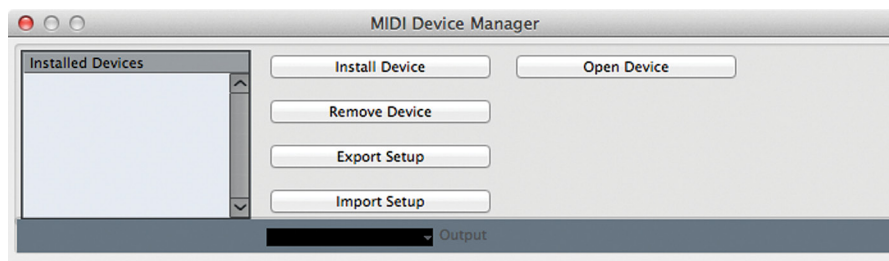 MIDI Device Manager
Installed Devices
Install Device
Open Device
Remove Device
Export Setup
Import Setup
Output